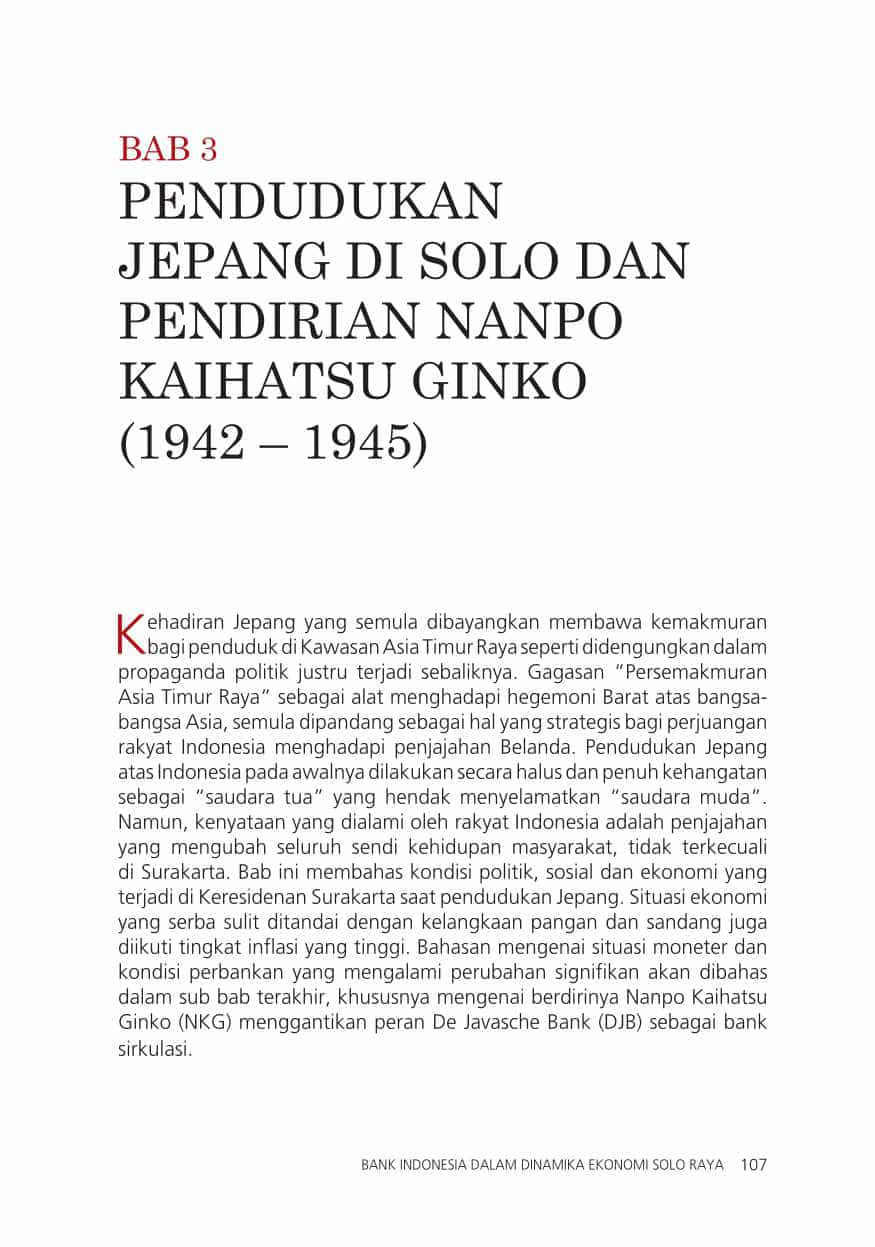 BAB 3
PENDUDUKAN
JEPANG DI SOLO DAN
PENDIRIAN NANPO
KAIHATSU GINKO
(1942 – 1945)
Kehadiran Jepang yang semula dibayangkan membawa kemakmuran
bagi penduduk di Kawasan Asia Timur Raya seperti didengungkan dalam
propaganda politik justru terjadi sebaliknya. Gagasan “Persemakmuran
Asia Timur Raya” sebagai alat menghadapi hegemoni Barat atas bangsa-
bangsa Asia, semula dipandang sebagai hal yang strategis bagi perjuangan
rakyat Indonesia menghadapi penjajahan Belanda. Pendudukan Jepang
atas Indonesia pada awalnya dilakukan secara halus dan penuh kehangatan
sebagai “saudara tua” yang hendak menyelamatkan “saudara muda”.
Namun, kenyataan yang dialami oleh rakyat Indonesia adalah penjajahan
yang mengubah seluruh sendi kehidupan masyarakat, tidak terkecuali
di Surakarta. Bab ini membahas kondisi politik, sosial dan ekonomi yang
terjadi di Keresidenan Surakarta saat pendudukan Jepang. Situasi ekonomi
yang serba sulit ditandai dengan kelangkaan pangan dan sandang juga
diikuti tingkat inflasi yang tinggi. Bahasan mengenai situasi moneter dan
kondisi perbankan yang mengalami perubahan signifikan akan dibahas
dalam sub bab terakhir, khususnya mengenai berdirinya Nanpo Kaihatsu
Ginko (NKG) menggantikan peran De Javasche Bank (DJB) sebagai bank
sirkulasi.
BANK INDONESIA DALAM DINAMIKA EKONOMI SOLO RAYA 107